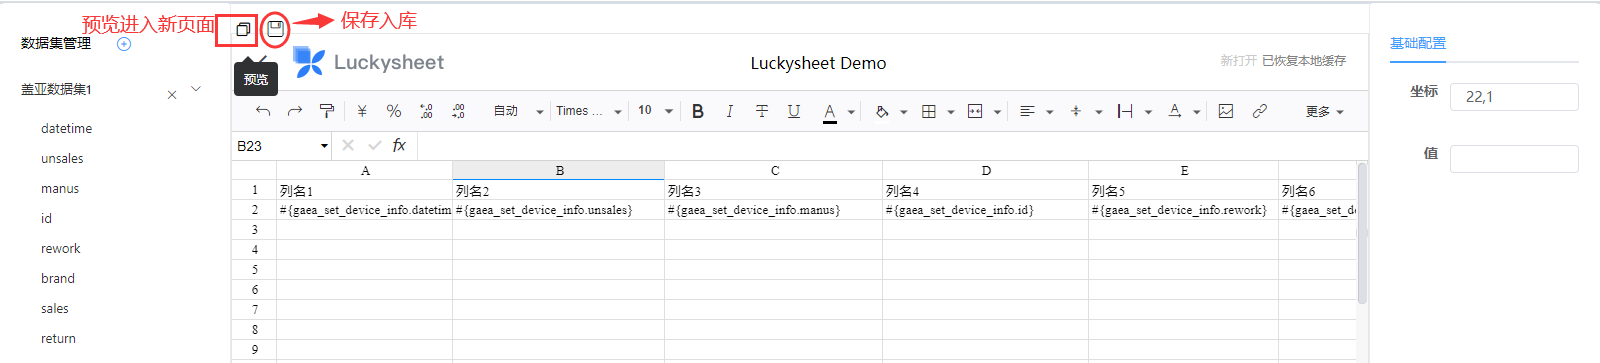 预览进入新页面
保存入库
数据集管理
预览
盖亚数据集1
datetime
unsales
manus
id
rework
brand
sales
return
Luckysheet
Luckysheet Demo
新打开 已恢复本地缓存
¥ % .0 .00 自动 Times ... 10 B I T U A A 更多
B23 fx
A B C D E
1 列名1 列名2 列名3 列名4 列名5 列名6
2 #{gaea_set_device_info.datetim #{gaea_set_device_info.unsales} #{gaea_set_device_info.manus} #{gaea_set_device_info.id} #{gaea_set_device_info.rework} #{gaea_set_de
3
4
5
6
7
8
9
基础配置
坐标 22,1
值